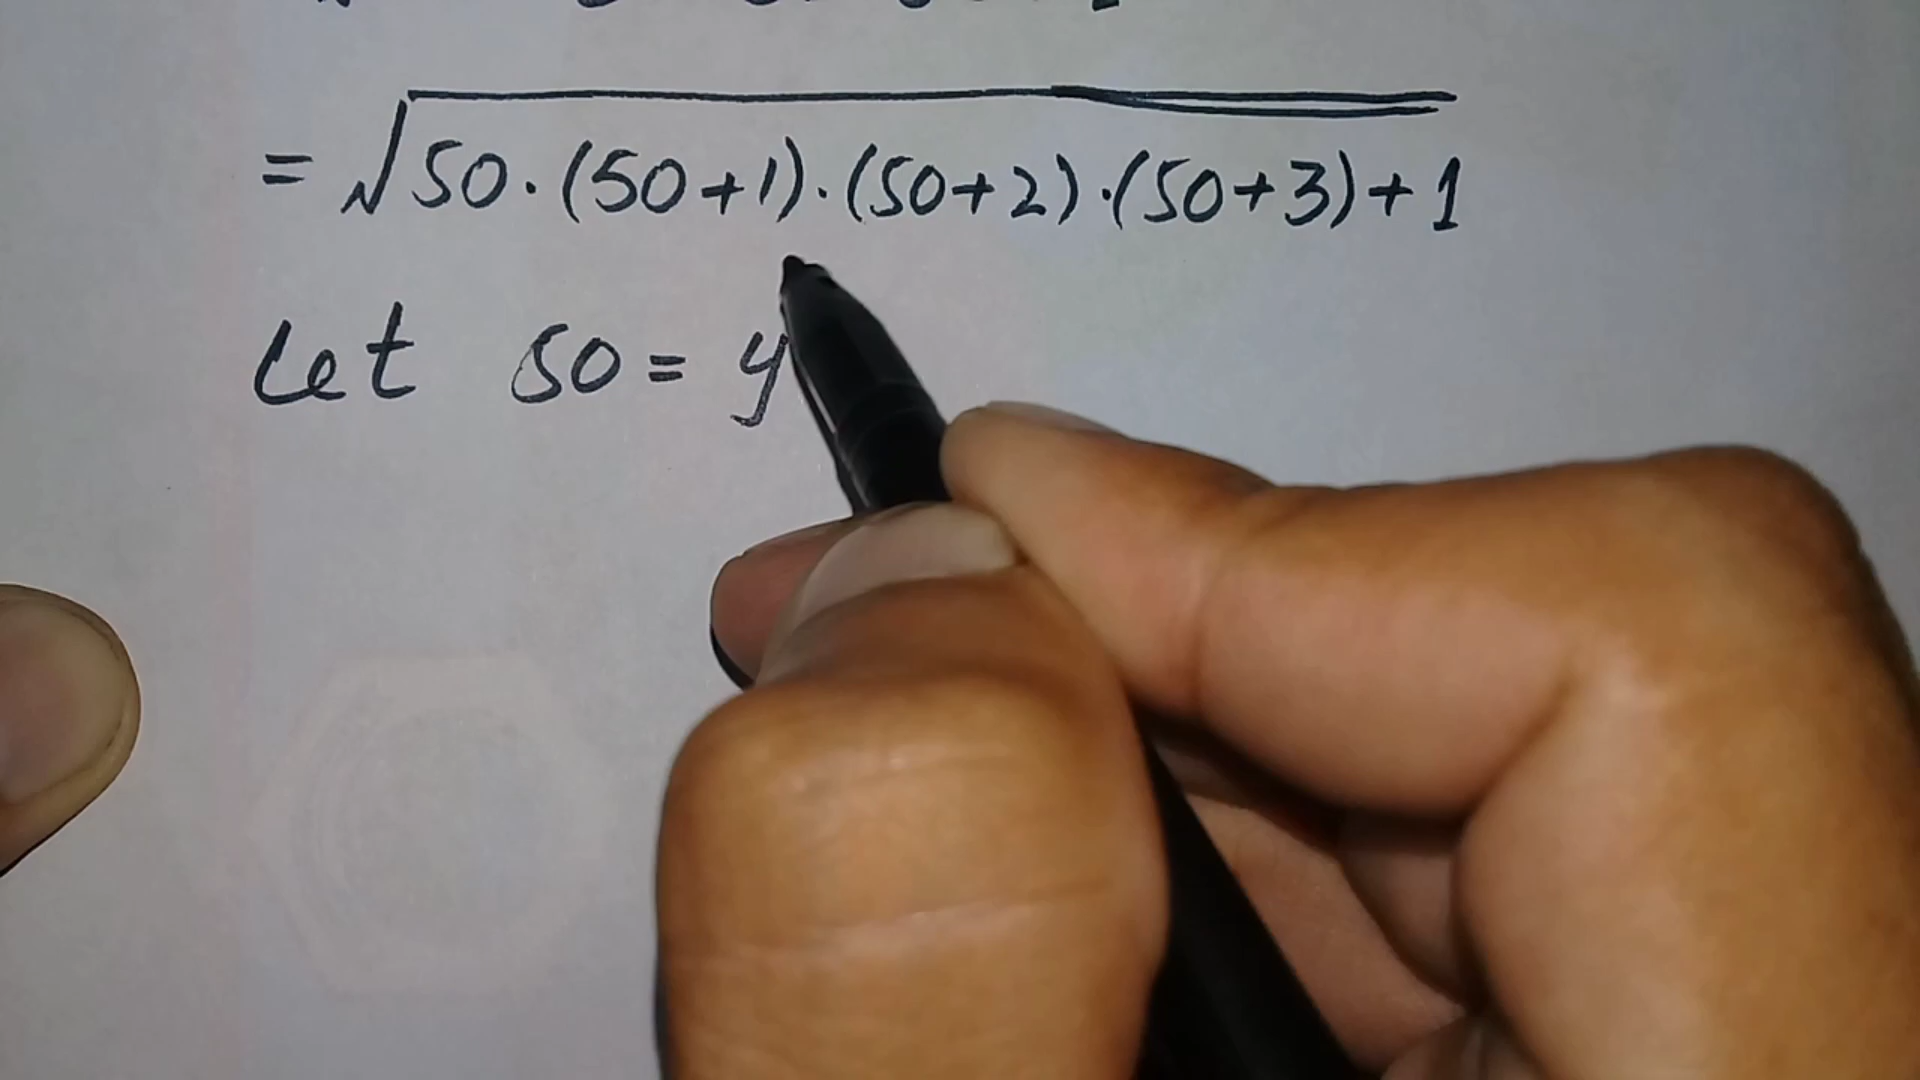 = √50·(50+1)·(50+2)·(50+3)+1
Let 50 = y